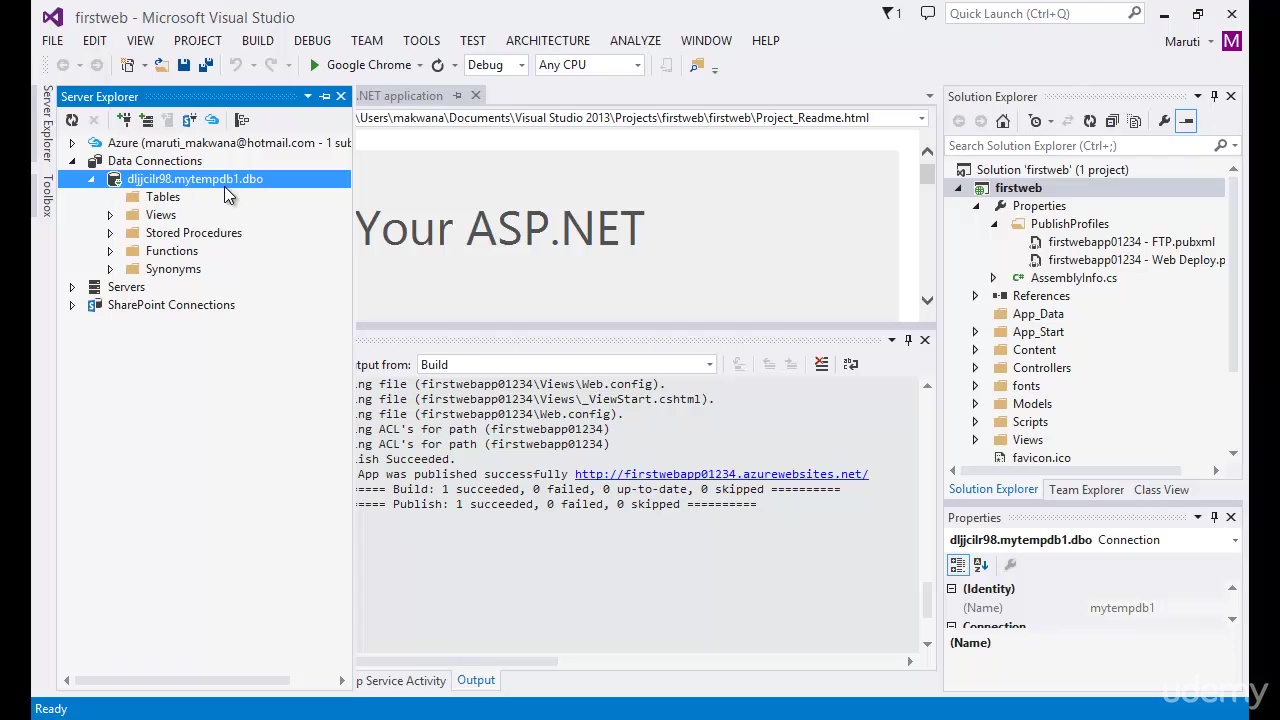 firstweb - Microsoft Visual Studio
1
Quick Launch (Ctrl+Q)
FILE EDIT VIEW PROJECT BUILD DEBUG TEAM TOOLS TEST ARCHITECTURE ANALYZE WINDOW HELP
Maruti M
Google Chrome Debug Any CPU
Server Explorer
Toolbox
Server Explorer
Azure (maruti_makwana@hotmail.com - 1 sub
Data Connections
dljjcilr98.mytempdb1.dbo
Tables
Views
Stored Procedures
Functions
Synonyms
Servers
SharePoint Connections
.NET application
\Users\makwana\Documents\Visual Studio 2013\Projects\firstweb\firstweb\Project_Readme.html
Your ASP.NET
tput from: Build
ng file (firstwebapp01234\Views\Web.config).
ng file (firstwebapp01234\Views\_ViewStart.cshtml).
ng file (firstwebapp01234\Web.config).
ng ACL's for path (firstwebapp01234)
ng ACL's for path (firstwebapp01234)
ish Succeeded.
App was published successfully http://firstwebapp01234.azurewebsites.net/
===== Build: 1 succeeded, 0 failed, 0 up-to-date, 0 skipped ==========
===== Publish: 1 succeeded, 0 failed, 0 skipped ==========
p Service Activity Output
Solution Explorer
Search Solution Explorer (Ctrl+;)
Solution 'firstweb' (1 project)
firstweb
Properties
PublishProfiles
firstwebapp01234 - FTP.pubxml
firstwebapp01234 - Web Deploy.p
C# AssemblyInfo.cs
References
App_Data
App_Start
Content
Controllers
fonts
Models
Scripts
Views
favicon.ico
Solution Explorer Team Explorer Class View
Properties
dljjcilr98.mytempdb1.dbo Connection
(Identity)
(Name) mytempdb1
Connection
(Name)
Ready
udemy